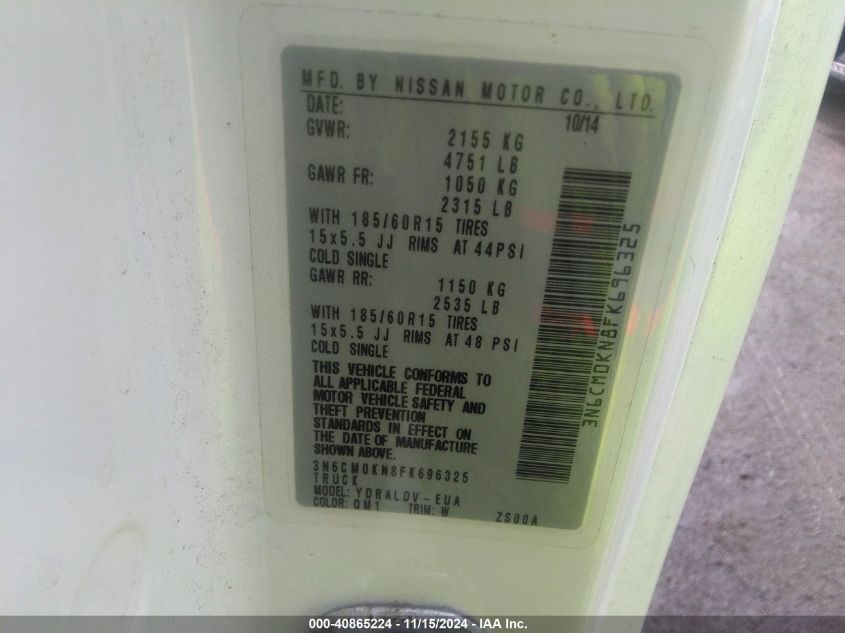 MFD. BY NISSAN MOTOR CO., LTD.
DATE: 10/14
GVWR: 2155 KG
4751 LB
GAWR FR: 1050 KG
2315 LB
WITH 185/60R15 TIRES
15x5.5 JJ RIMS AT 44PSI
COLD SINGLE
GAWR RR: 1150 KG
2535 LB
WITH 185/60R15 TIRES
15x5.5 JJ RIMS AT 48 PSI
COLD SINGLE
THIS VEHICLE CONFORMS TO
ALL APPLICABLE FEDERAL
MOTOR VEHICLE SAFETY AND
THEFT PREVENTION
STANDARDS IN EFFECT ON
THE DATE OF MANUFACTURE
SHOWN ABOVE.
3N6CM0KN8FK696325
TRUCK
MODEL: YDRALDV-EUA
COLOR: QM1 TRIM: W ZS00A
3N6CM0KN8FK696325
000-40865224 - 11/15/2024 - IAA Inc.